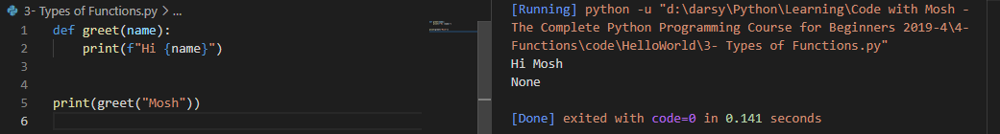 3- Types of Functions.py > ...
1 def greet(name):
2     print(f"Hi {name}")
3
4
5 print(greet("Mosh"))
6
[Running] python -u "d:\darsy\Python\Learning\Code with Mosh -
The Complete Python Programming Course for Beginners 2019-4\4-
Functions\code\HelloWorld\3- Types of Functions.py"
Hi Mosh
None
[Done] exited with code=0 in 0.141 seconds